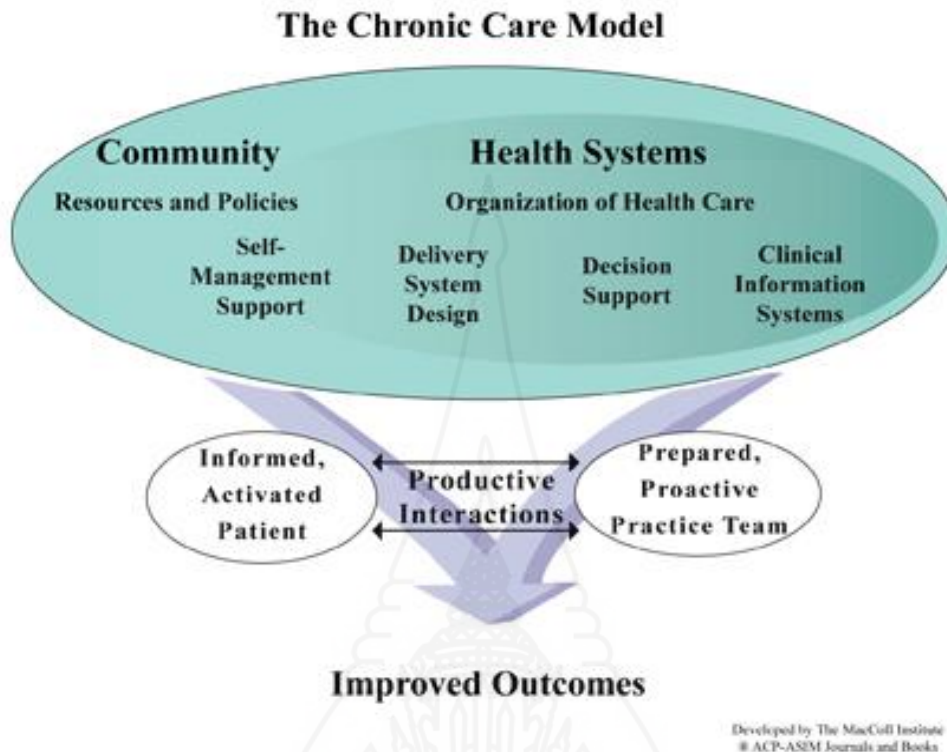 The Chronic Care Model
Community
Resources and Policies
Health Systems
Organization of Health Care
Self-
Management
Support
Delivery
System
Design
Decision
Support
Clinical
Information
Systems
Informed,
Activated
Patient
Productive
Interactions
Prepared,
Proactive
Practice Team
Improved Outcomes
Developed by The MacColl Institute
® ACP-ASIM Journals and Books